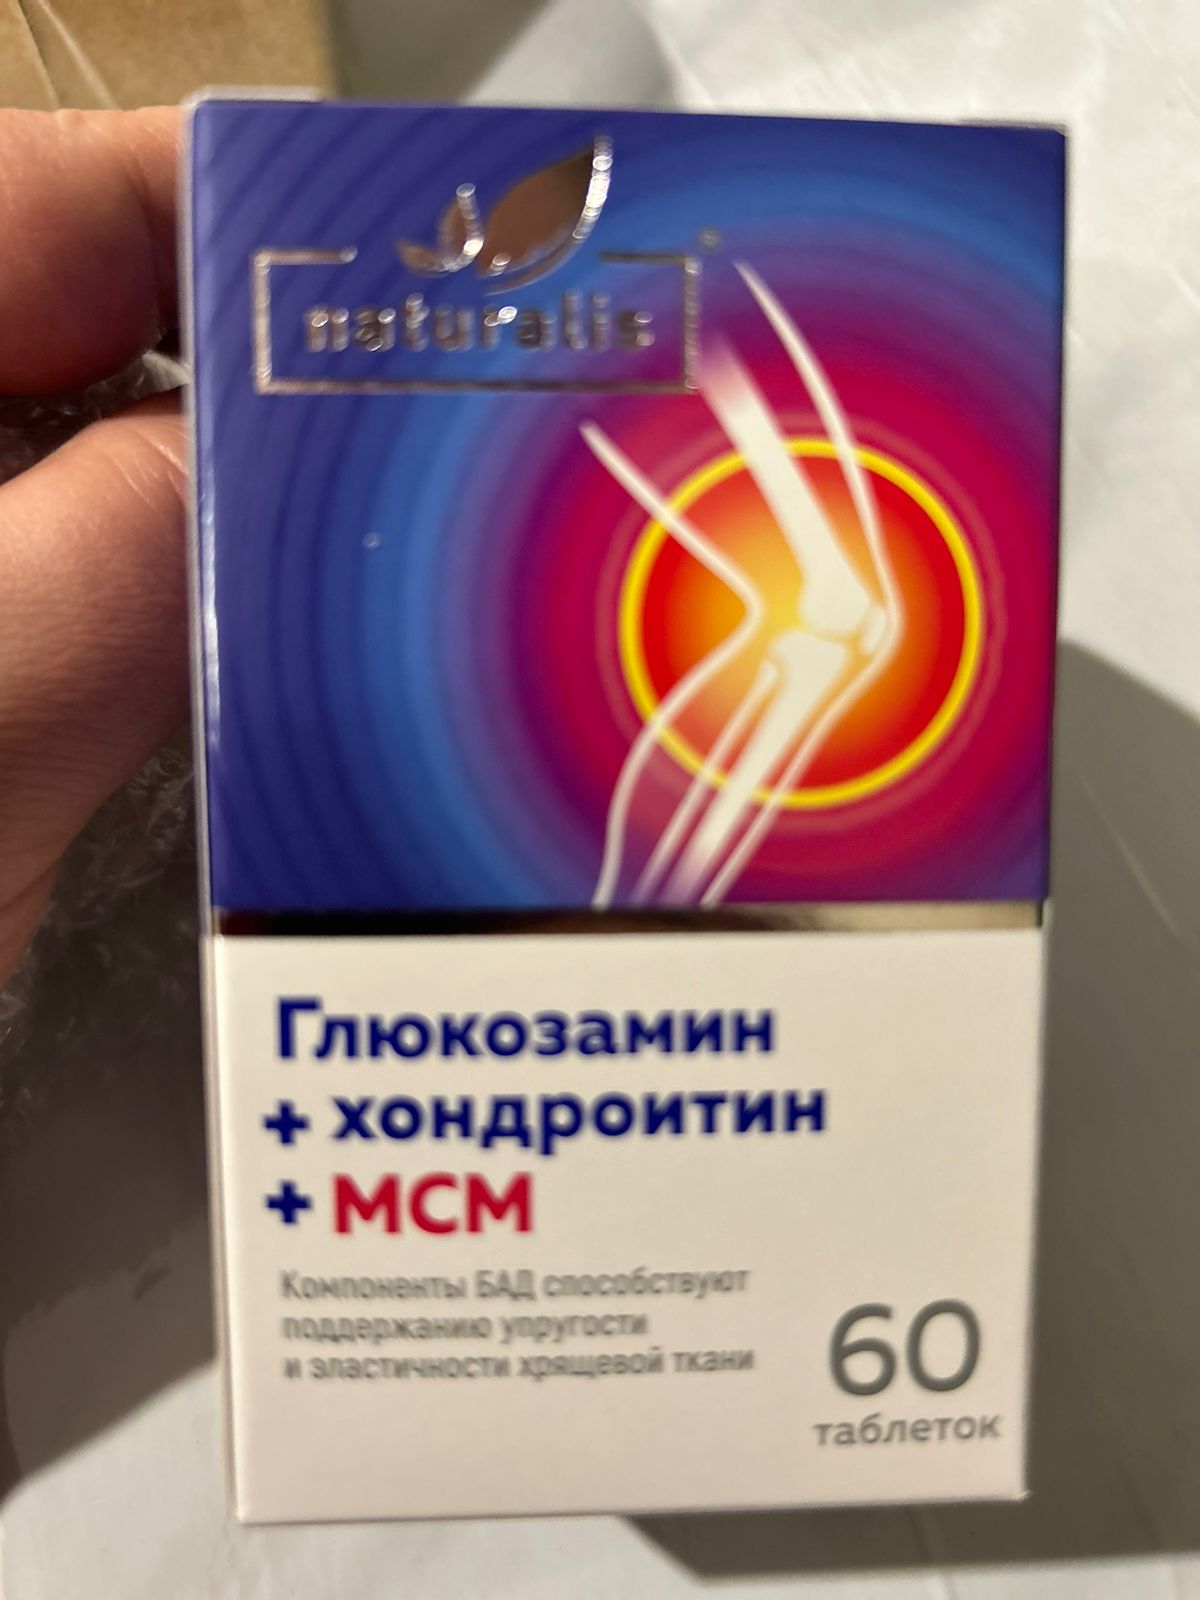 naturalis®
Глюкозамин
+ хондроитин
+ МСМ
Компоненты БАД способствуют
поддержанию упругости
и эластичности хрящевой ткани
60
таблеток